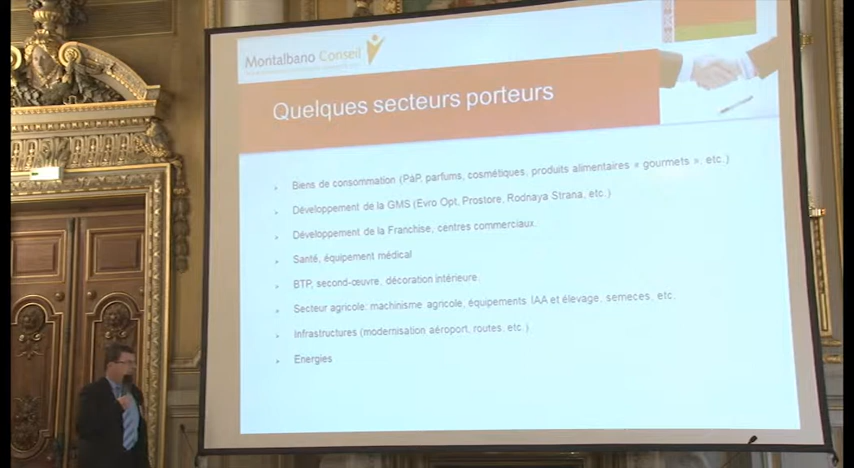 Montalbano Conseil
Quelques secteurs porteurs
Biens de consommation (PàP, parfums, cosmétiques, produits alimentaires « gourmets », etc.)
Développement de la GMS (Evro Opt, Prostore, Rodnaya Strana, etc.)
Développement de la Franchise, centres commerciaux.
Santé, équipement médical
BTP, second-œuvre, décoration intérieure.
Secteur agricole: machinisme agricole, équipements IAA et élevage, semeces, etc.
Infrastructures (modernisation aéroport, routes, etc.)
Energies